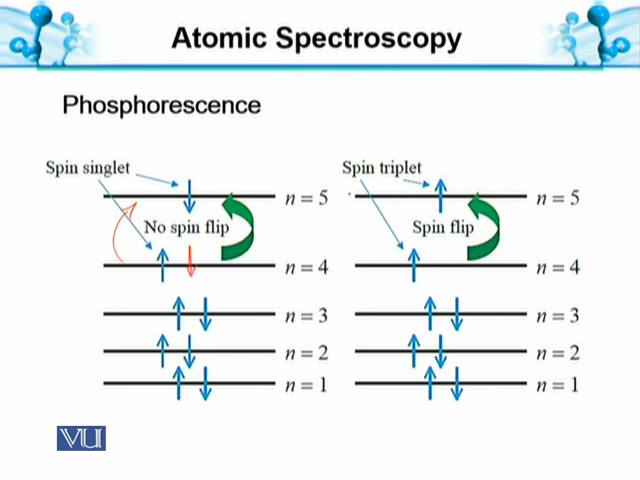 Atomic Spectroscopy
Phosphorescence
Spin singlet
n = 5
No spin flip
n = 4
n = 3
n = 2
n = 1
Spin triplet
n = 5
Spin flip
n = 4
n = 3
n = 2
n = 1
VU